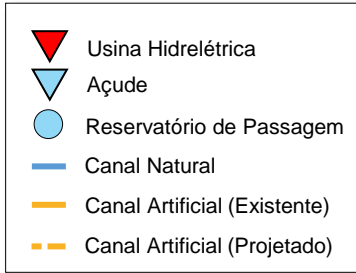 Usina Hidrelétrica
Açude
Reservatório de Passagem
Canal Natural
Canal Artificial (Existente)
Canal Artificial (Projetado)